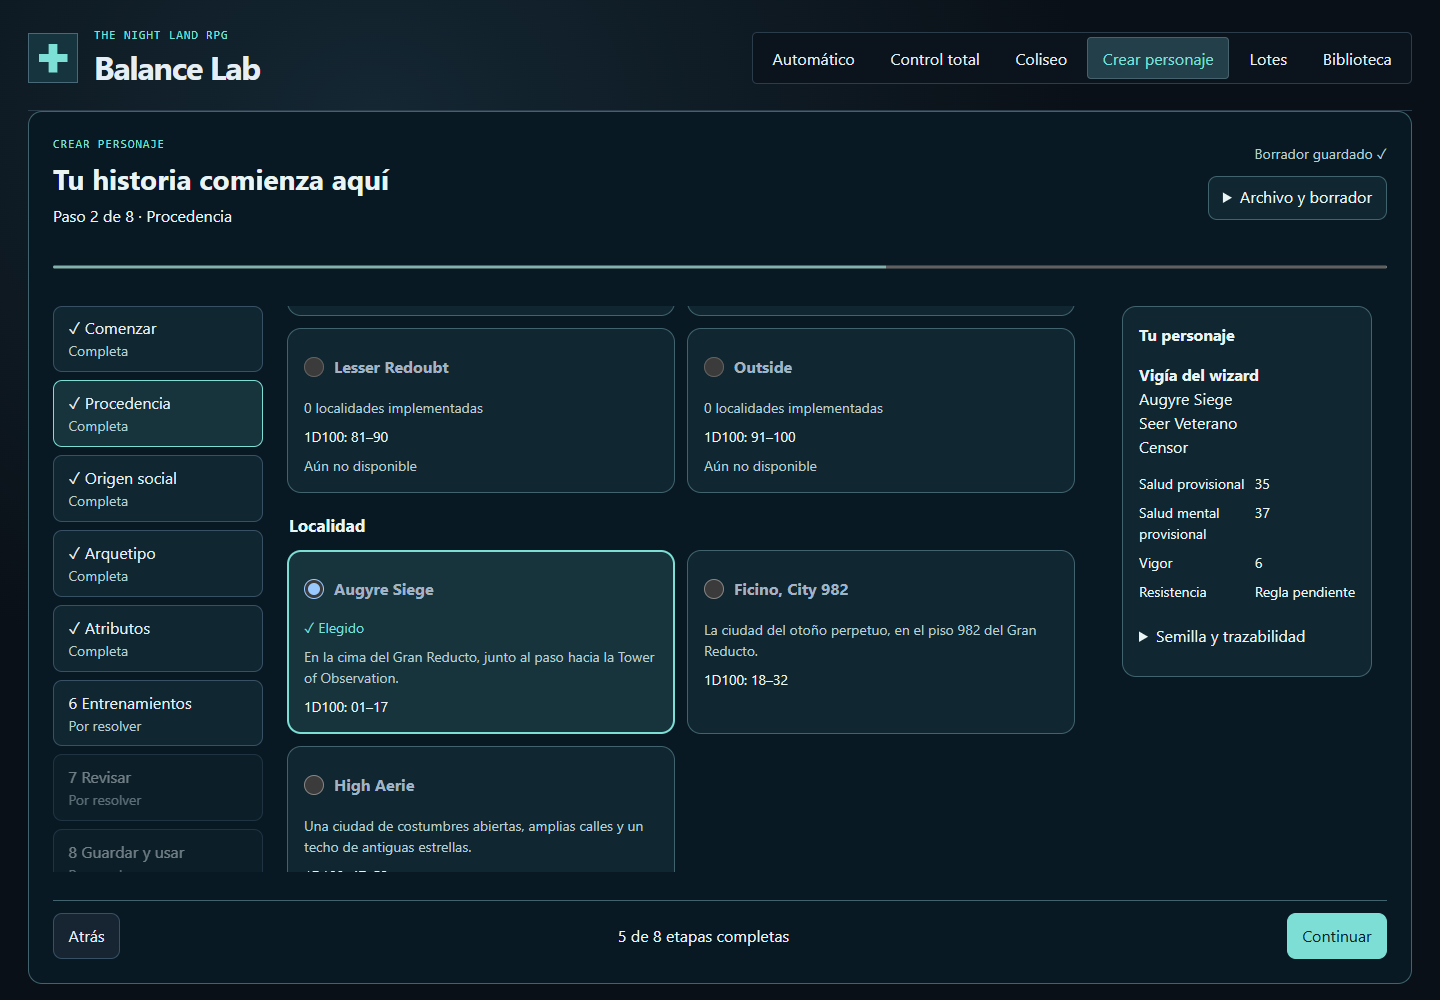 THE NIGHT LAND RPG
Balance Lab
Automático
Control total
Coliseo
Crear personaje
Lotes
Biblioteca
CREAR PERSONAJE
Tu historia comienza aquí
Paso 2 de 8 · Procedencia
Borrador guardado ✓
▶ Archivo y borrador
✓ Comenzar
Completa
✓ Procedencia
Completa
✓ Origen social
Completa
✓ Arquetipo
Completa
✓ Atributos
Completa
6 Entrenamientos
Por resolver
7 Revisar
Por resolver
8 Guardar y usar
Lesser Redoubt
0 localidades implementadas
1D100: 81–90
Aún no disponible
Outside
0 localidades implementadas
1D100: 91–100
Aún no disponible
Localidad
Augyre Siege
✓ Elegido
En la cima del Gran Reducto, junto al paso hacia la Tower
of Observation.
1D100: 01–17
Ficino, City 982
La ciudad del otoño perpetuo, en el piso 982 del Gran
Reducto.
1D100: 18–32
High Aerie
Una ciudad de costumbres abiertas, amplias calles y un
techo de antiguas estrellas.
Tu personaje
Vigía del wizard
Augyre Siege
Seer Veterano
Censor
Salud provisional 35
Salud mental 37
provisional
Vigor 6
Resistencia Regla pendiente
▶ Semilla y trazabilidad
Atrás
5 de 8 etapas completas
Continuar